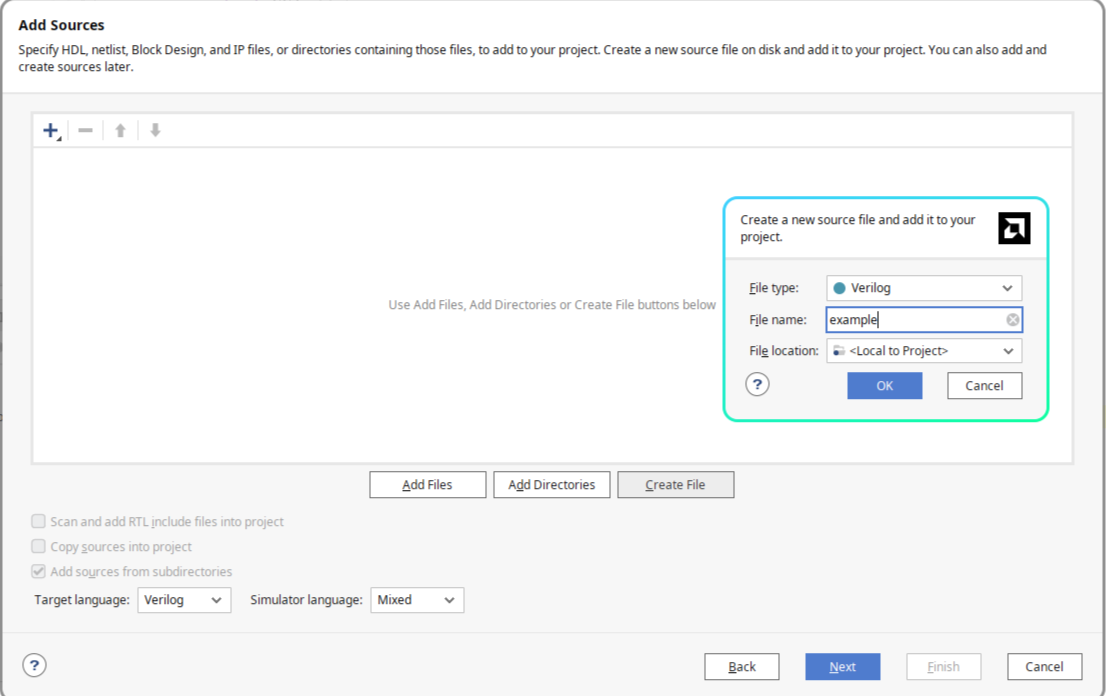 Add Sources
Specify HDL, netlist, Block Design, and IP files, or directories containing those files, to add to your project. Create a new source file on disk and add it to your project. You can also add and
create sources later.
Use Add Files, Add Directories or Create File buttons below
Create a new source file and add it to your
project.
File type: Verilog
File name: example
File location: <Local to Project>
? OK Cancel
Add Files Add Directories Create File
Scan and add RTL include files into project
Copy sources into project
Add sources from subdirectories
Target language: Verilog Simulator language: Mixed
? Back Next Finish Cancel